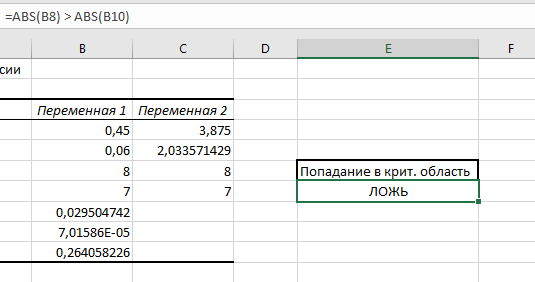 =ABS(B8) > ABS(B10)
B C D E F
сии
Переменная 1 Переменная 2
0,45 3,875
0,06 2,033571429
8 8 Попадание в крит. область
7 7 ЛОЖЬ
0,029504742
7,01586E-05
0,264058226